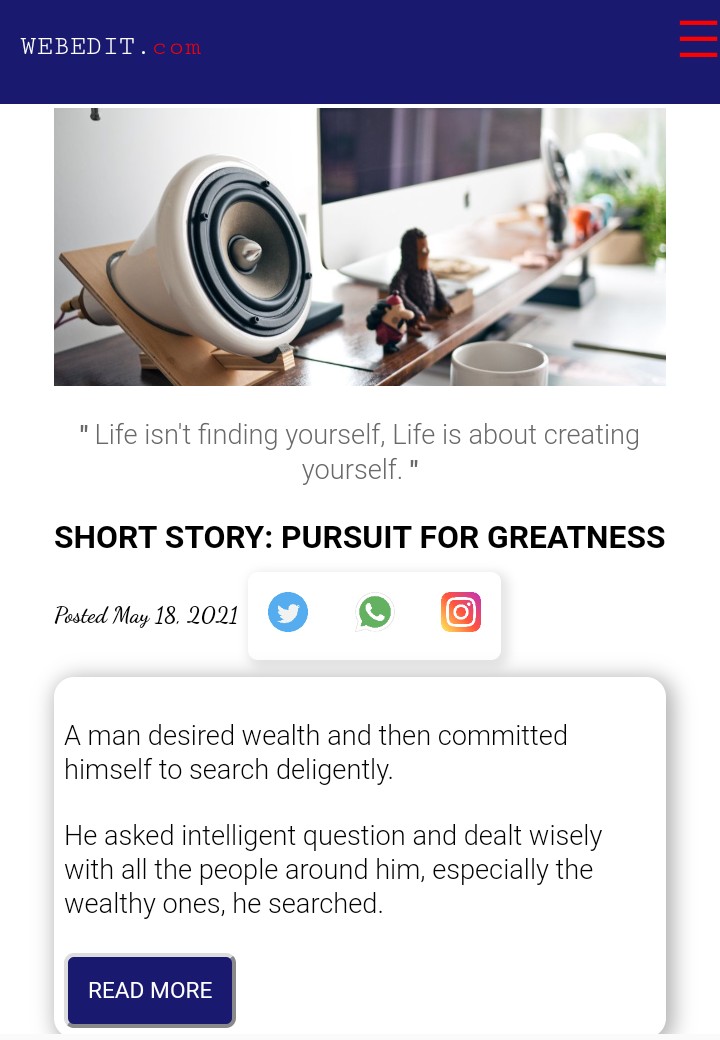 WEBEDIT.com
" Life isn't finding yourself, Life is about creating
yourself. "
SHORT STORY: PURSUIT FOR GREATNESS
Posted May 18, 2021
A man desired wealth and then committed
himself to search deligently.
He asked intelligent question and dealt wisely
with all the people around him, especially the
wealthy ones, he searched.
READ MORE